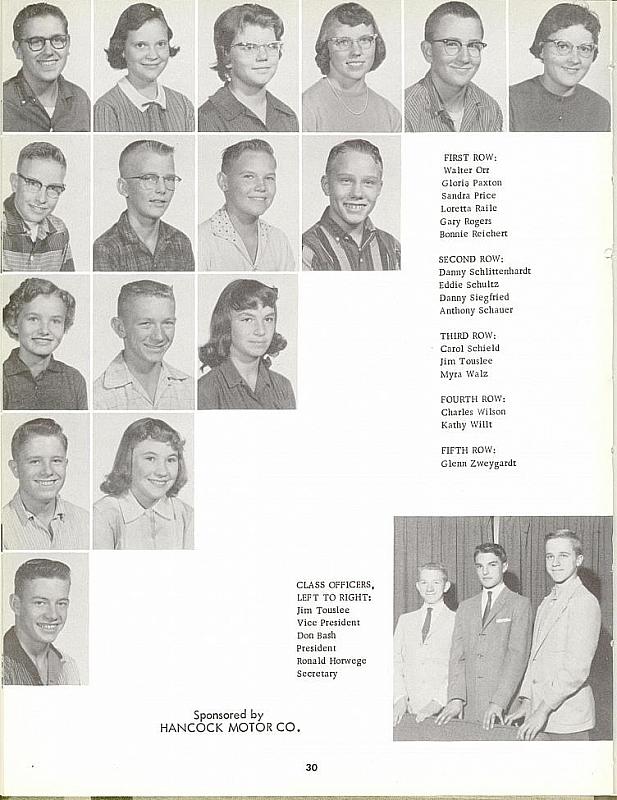 FIRST ROW:
Walter Orr
Gloria Paxton
Sandra Price
Loretta Raile
Gary Rogers
Bonnie Reichert
SECOND ROW:
Danny Schlittenhardt
Eddie Schultz
Danny Siegfried
Anthony Schauer
THIRD ROW:
Carol Schield
Jim Touslee
Myra Walz
FOURTH ROW:
Charles Wilson
Kathy Willt
FIFTH ROW:
Glenn Zweygardt
CLASS OFFICERS,
LEFT TO RIGHT:
Jim Touslee
Vice President
Don Bash
President
Ronald Horwege
Secretary
Sponsored by
HANCOCK MOTOR CO.
30